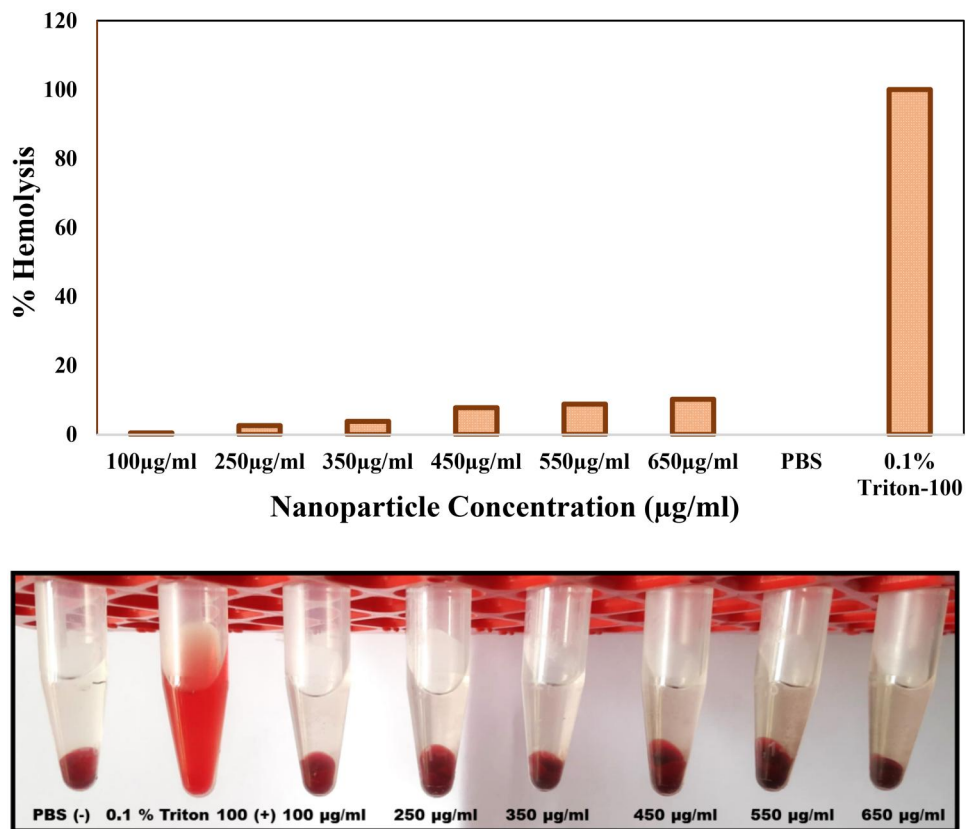 120
100
80
60
40
20
0
% Hemolysis
100μg/ml 250μg/ml 350μg/ml 450μg/ml 550μg/ml 650μg/ml PBS 0.1%
Triton-100
Nanoparticle Concentration (μg/ml)
PBS (-) 0.1 % Triton 100 (+) 100 μg/ml 250 μg/ml 350 μg/ml 450 μg/ml 550 μg/ml 650 μg/ml